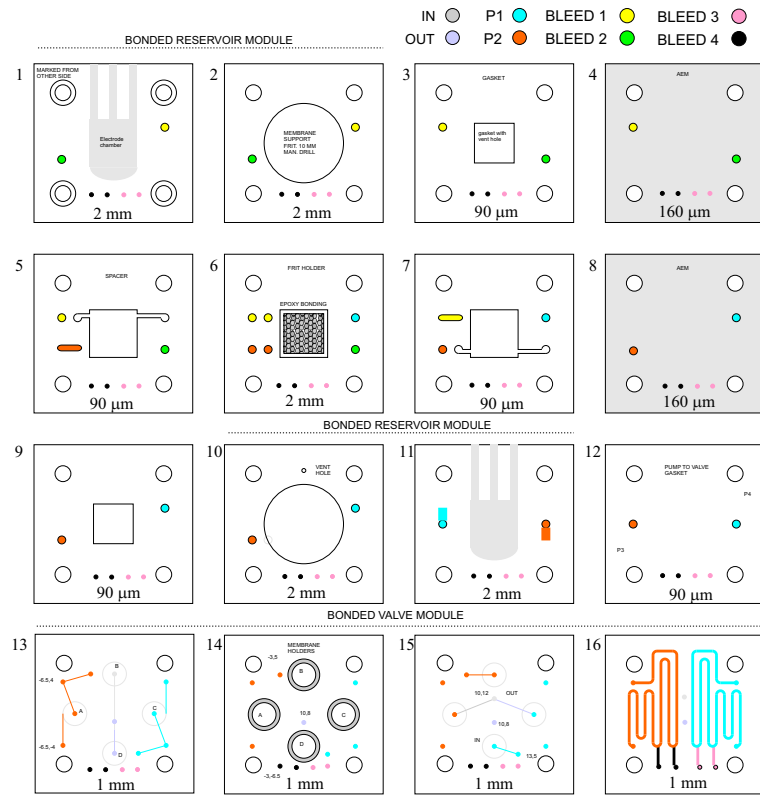 IN P1 BLEED 1 BLEED 3
OUT P2 BLEED 2 BLEED 4
BONDED RESERVOIR MODULE
1
MARKED FROM
OTHER SIDE
Electrode
chamber
2 mm
2
MEMBRANE
SUPPORT
FRIT. 10 MM
MAN. DRILL
2 mm
3
GASKET
gasket with
vent hole
90 μm
4
AEM
160 μm
5
SPACER
90 μm
6
FRIT HOLDER
EPOXY BONDING
2 mm
7
90 μm
8
AEM
160 μm
BONDED RESERVOIR MODULE
9
90 μm
10
VENT
HOLE
2 mm
11
2 mm
12
PUMP TO VALVE
GASKET
P4
P3
90 μm
BONDED VALVE MODULE
13
B
-6.5,4
A
C
-6.5,-4
D
1 mm
14
MEMBRANE
HOLDERS
-3,5
B
A
10,8
C
D
-3,-6.5
1 mm
15
10,12
OUT
10,8
IN
13,5
1 mm
16
1 mm